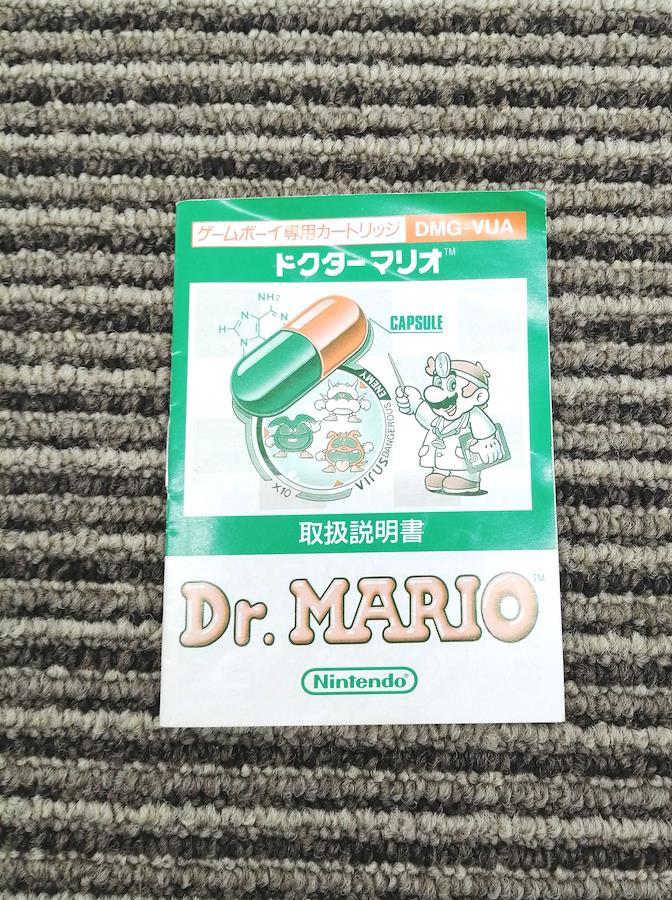 ゲームボーイ専用カートリッジ DMG-VUA
ドクターマリオ™
NH₂
N
N
H
N
CAPSULE
ENEMY
VIRUS DANGEROUS
X10
取扱説明書
Dr. MARIO™
Nintendo®